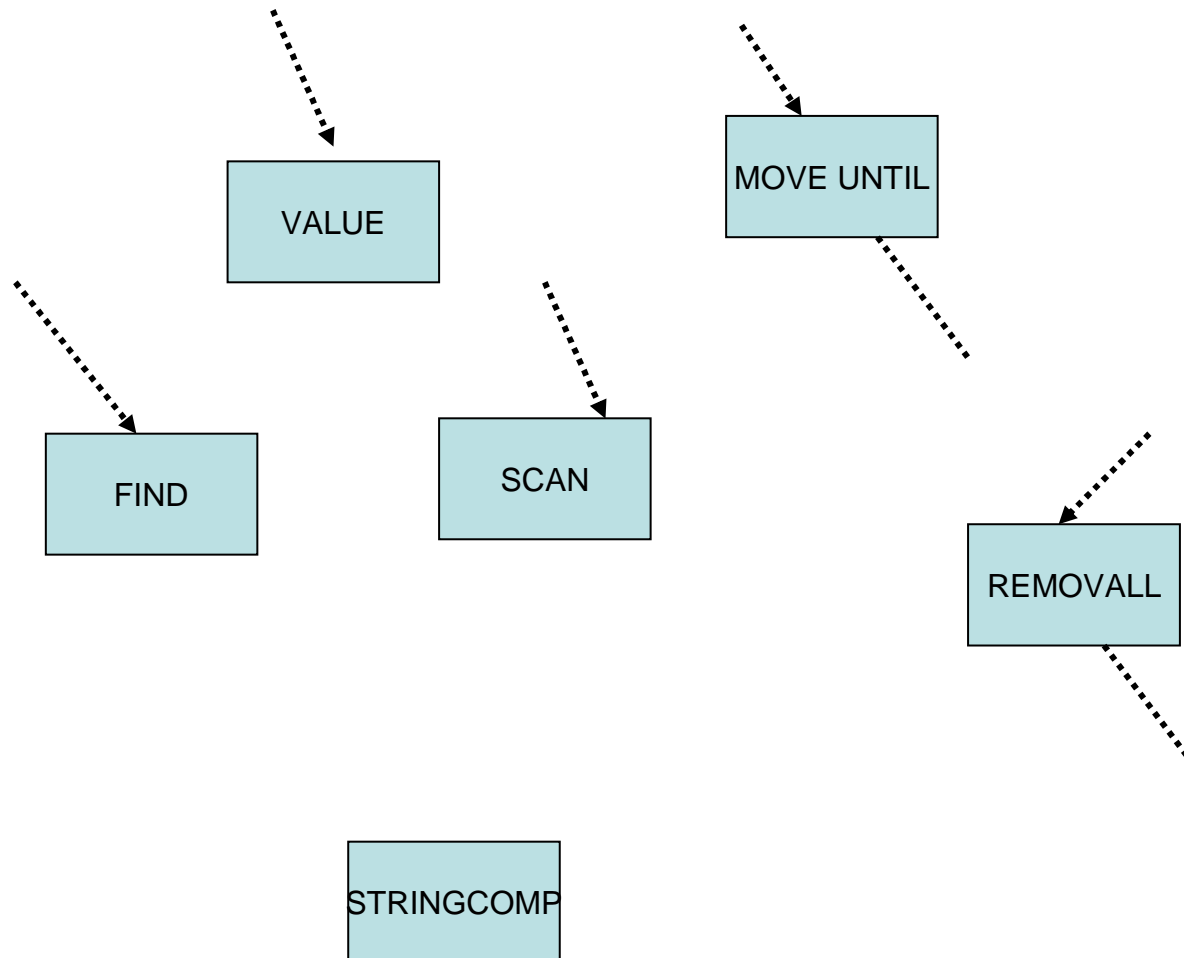 MOVE UNTIL
VALUE
SCAN
FIND
REMOVALL
STRINGCOMP